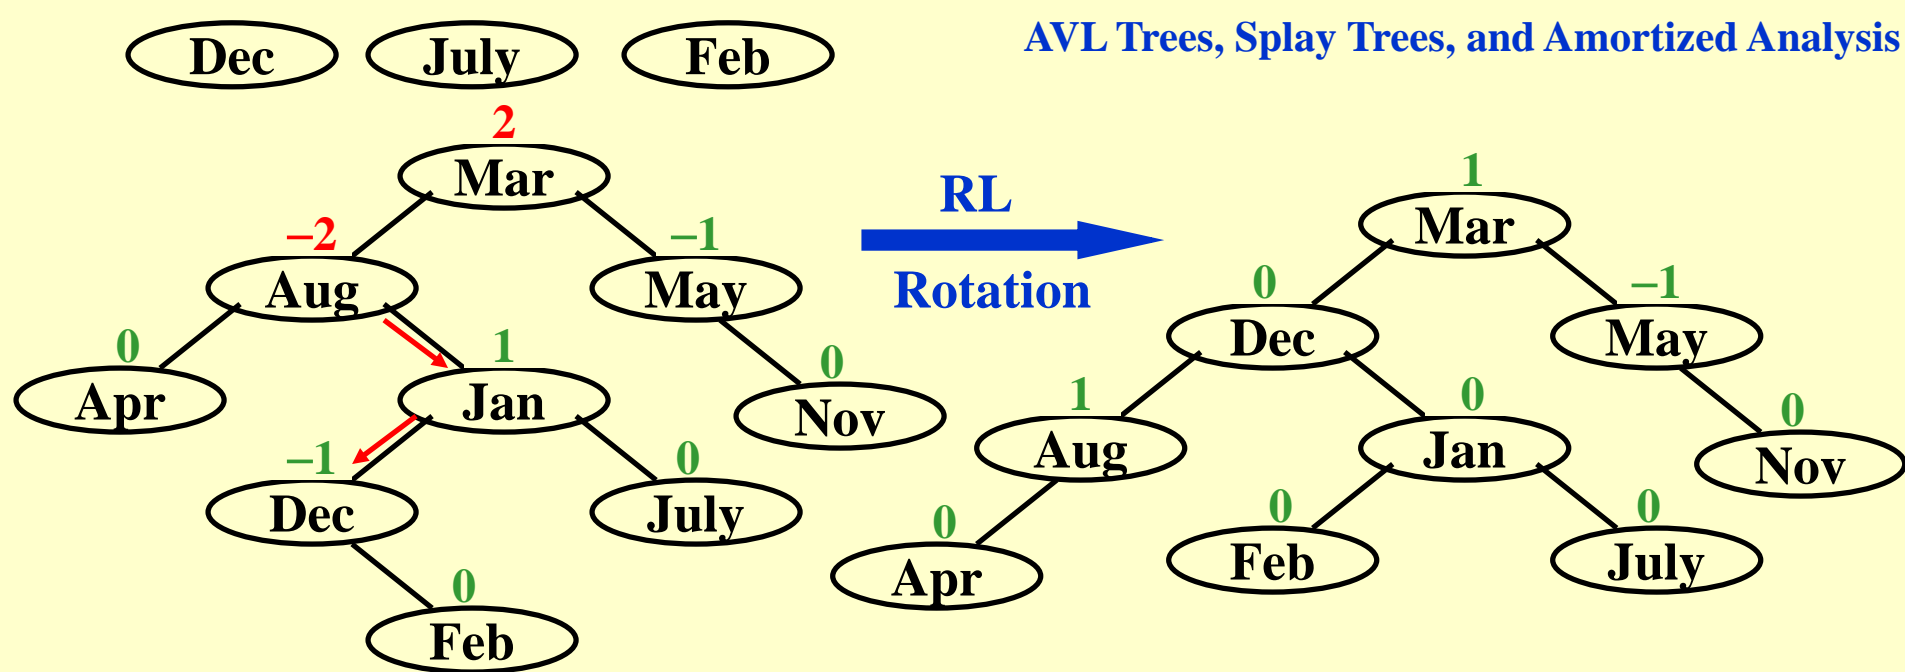 AVL Trees, Splay Trees, and Amortized Analysis
Dec July Feb
2
Mar
–2 –1
Aug May
0 1 0
Apr Jan Nov
–1 0
Dec July
0
Feb
RL
Rotation
1
Mar
0 –1
Dec May
1 0 0
Aug Jan Nov
0 0 0
Apr Feb July